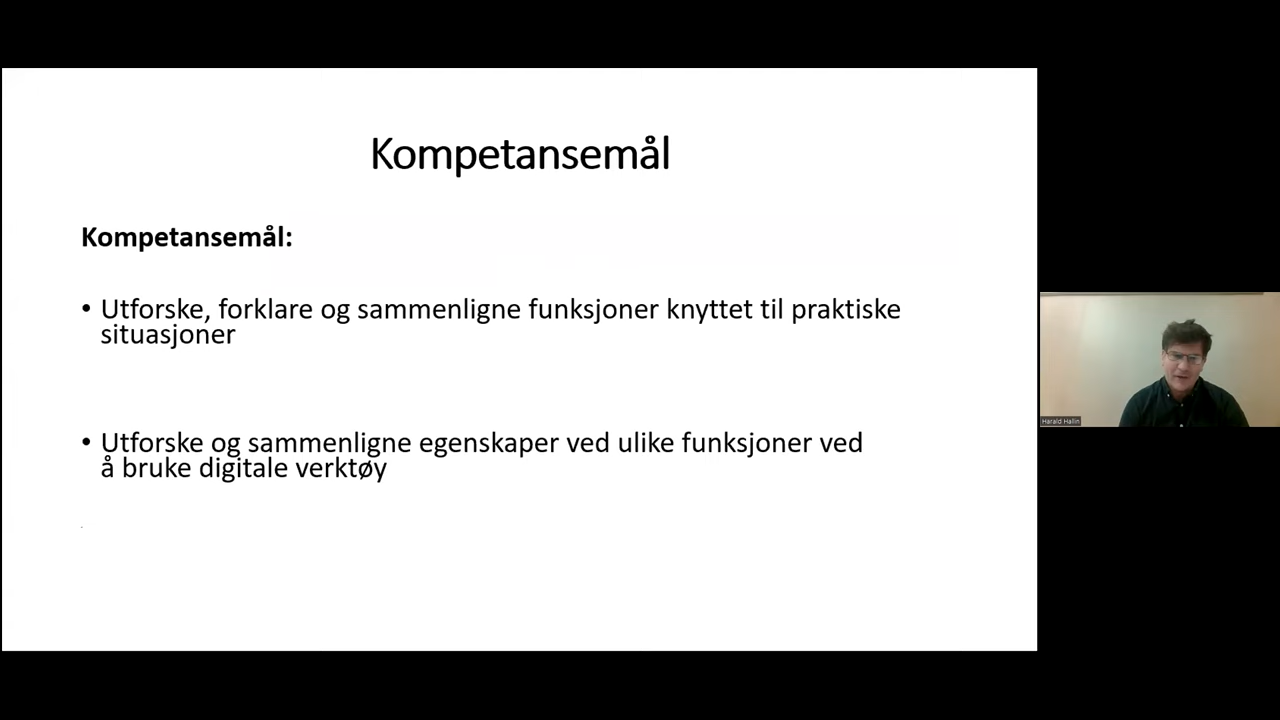 Kompetansemål
Kompetansemål:
• Utforske, forklare og sammenligne funksjoner knyttet til praktiske
situasjoner
• Utforske og sammenligne egenskaper ved ulike funksjoner ved
å bruke digitale verktøy
.
Harald Hallin